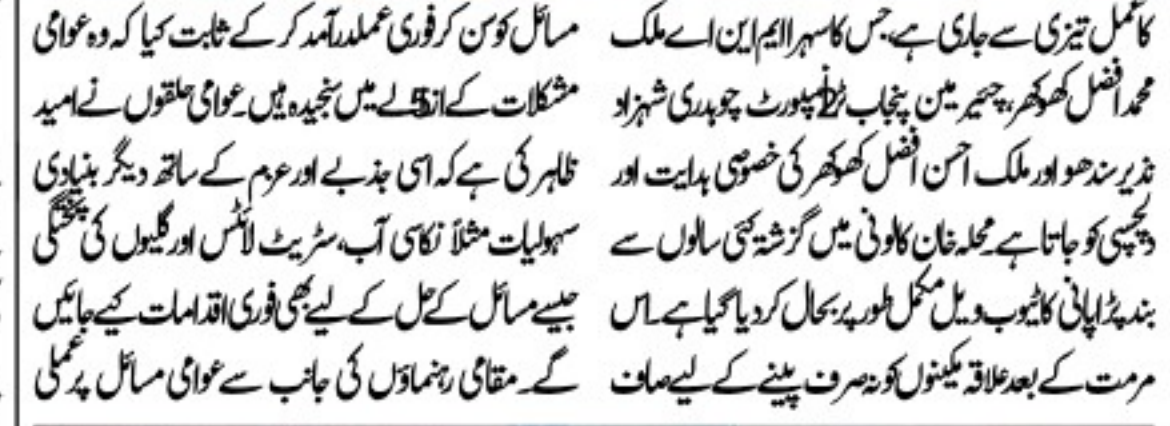 کا عمل تیزی سے جاری ہے، جس کا سہرا ایم این اے ملک
محمد افضل کھوکھر، چیئرمین پنجاب ٹرانسپورٹ چوہدری شہزاد
نذیر سندھو اور ملک احسن افضل کھوکھر کی خصوصی ہدایت اور
دلچسپی کو جاتا ہے۔ محلہ خان کالونی میں گزشتہ کئی سالوں سے
بند پڑا پانی کا ٹیوب ویل مکمل طور پر بحال کر دیا گیا ہے۔ اس
مرمت کے بعد علاقہ مکینوں کو نہ صرف پینے کے لیے صاف
مسائل کو سن کر فوری عملدرآمد کر کے ثابت کیا کہ وہ عوامی
مشکلات کے میں سنجیدہ ہیں۔ عوامی حلقوں نے امید
ظاہر کی ہے کہ اسی جذبے اور عزم کے ساتھ دیگر بنیادی
سہولیات مثلاً نکاسی آب، سٹریٹ لائٹس اور گلیوں کی پختگی
جیسے مسائل کے حل کے لیے بھی فوری اقدامات کیے جائیں
گے۔ مقامی رہنماؤں کی جانب سے عوامی مسائل پر عملی